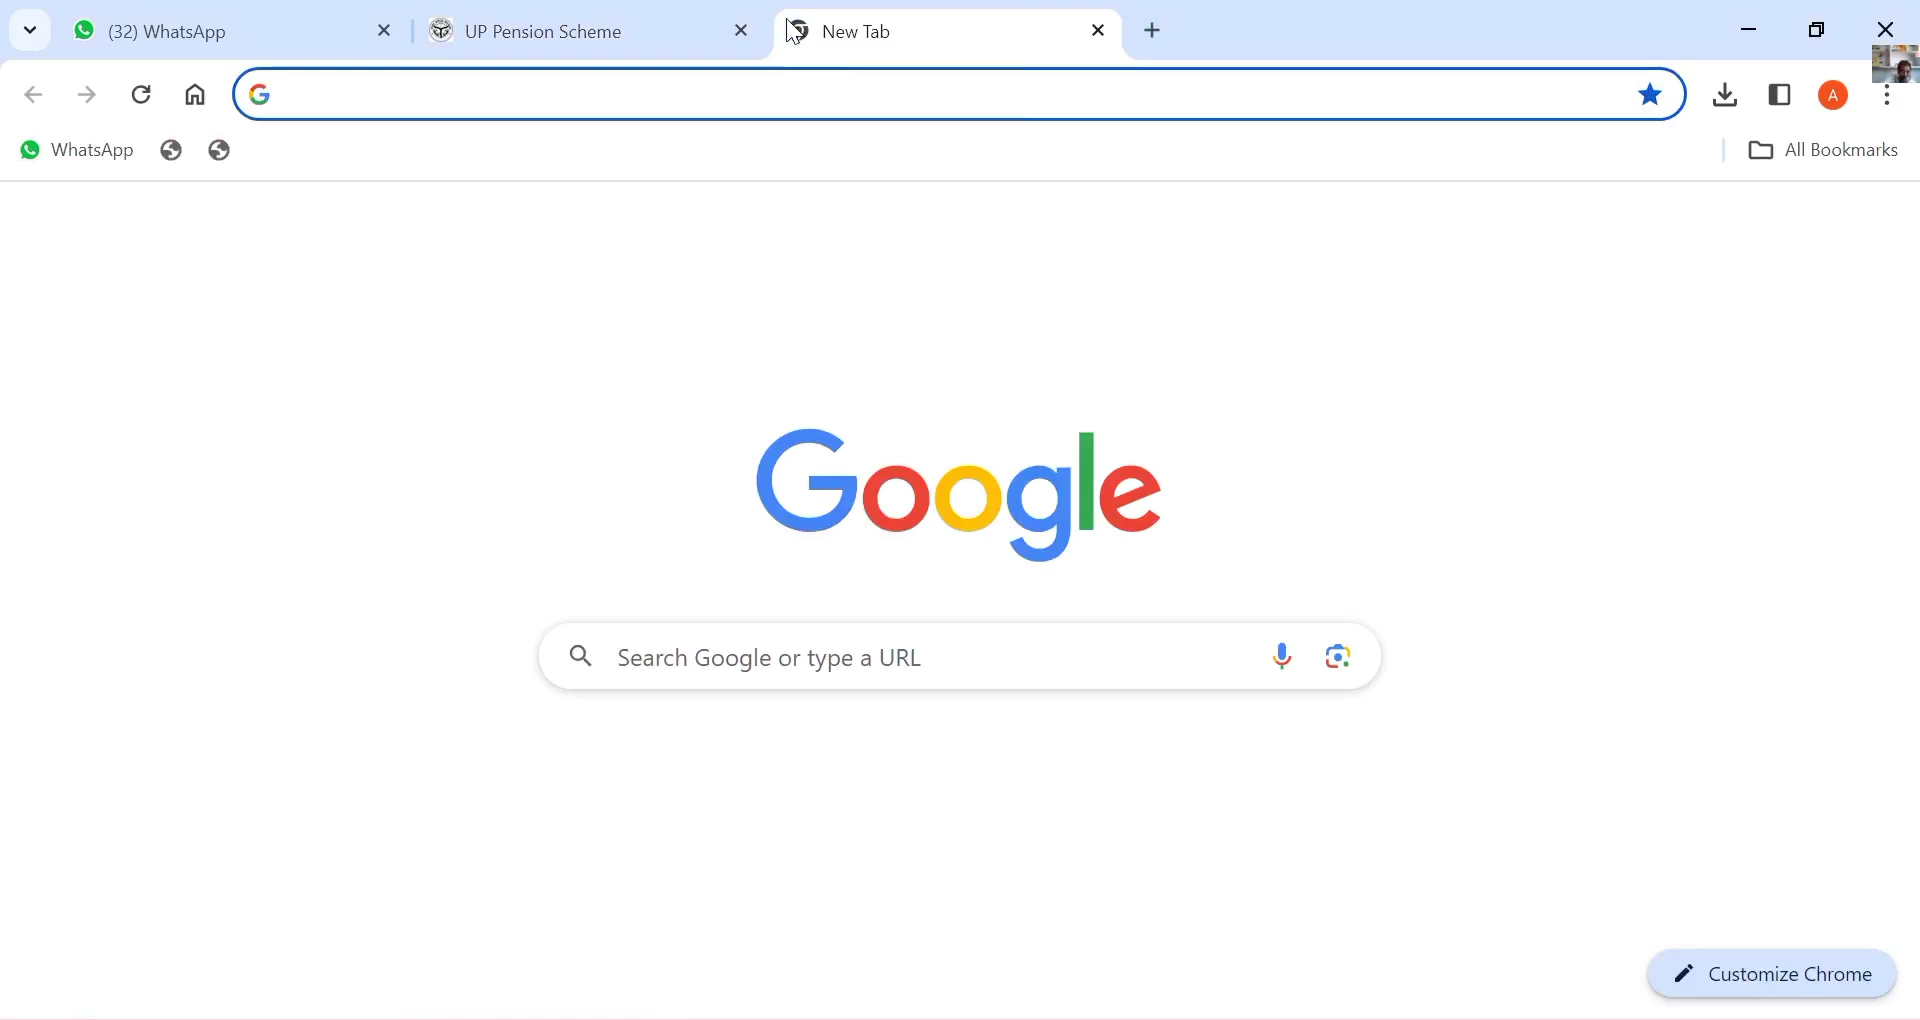 (32) WhatsApp
UP Pension Scheme
New Tab
A
WhatsApp
All Bookmarks
Google
Search Google or type a URL
Customize Chrome